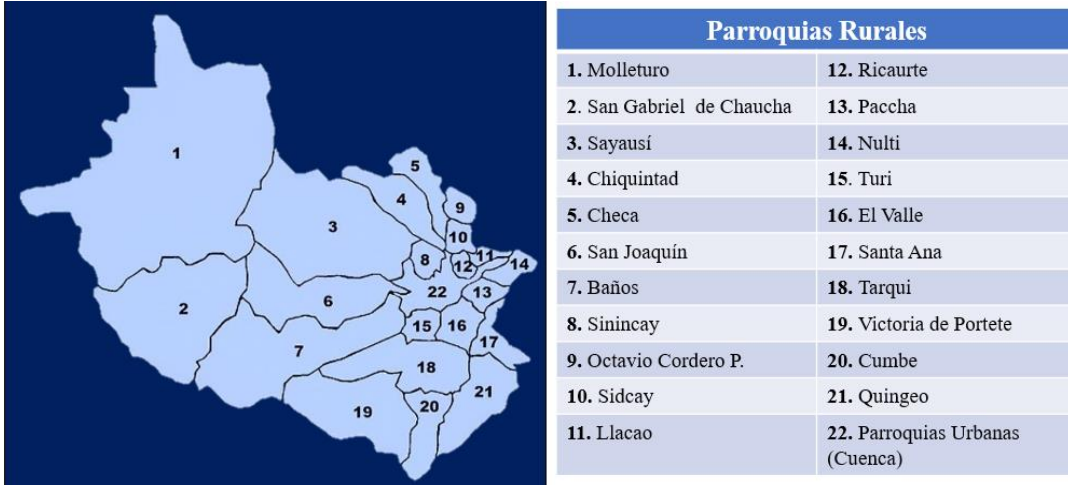 1
2
3
4
5
6
7
8
9
10
11
12
13
14
15
16
17
18
19
20
21
22
Parroquias Rurales
1. Molleturo
12. Ricaurte
2. San Gabriel de Chaucha
13. Paccha
3. Sayausí
14. Nulti
4. Chiquintad
15. Turi
5. Checa
16. El Valle
6. San Joaquín
17. Santa Ana
7. Baños
18. Tarqui
8. Sinincay
19. Victoria de Portete
9. Octavio Cordero P.
20. Cumbe
10. Sidcay
21. Quingeo
11. Llacao
22. Parroquias Urbanas
(Cuenca)